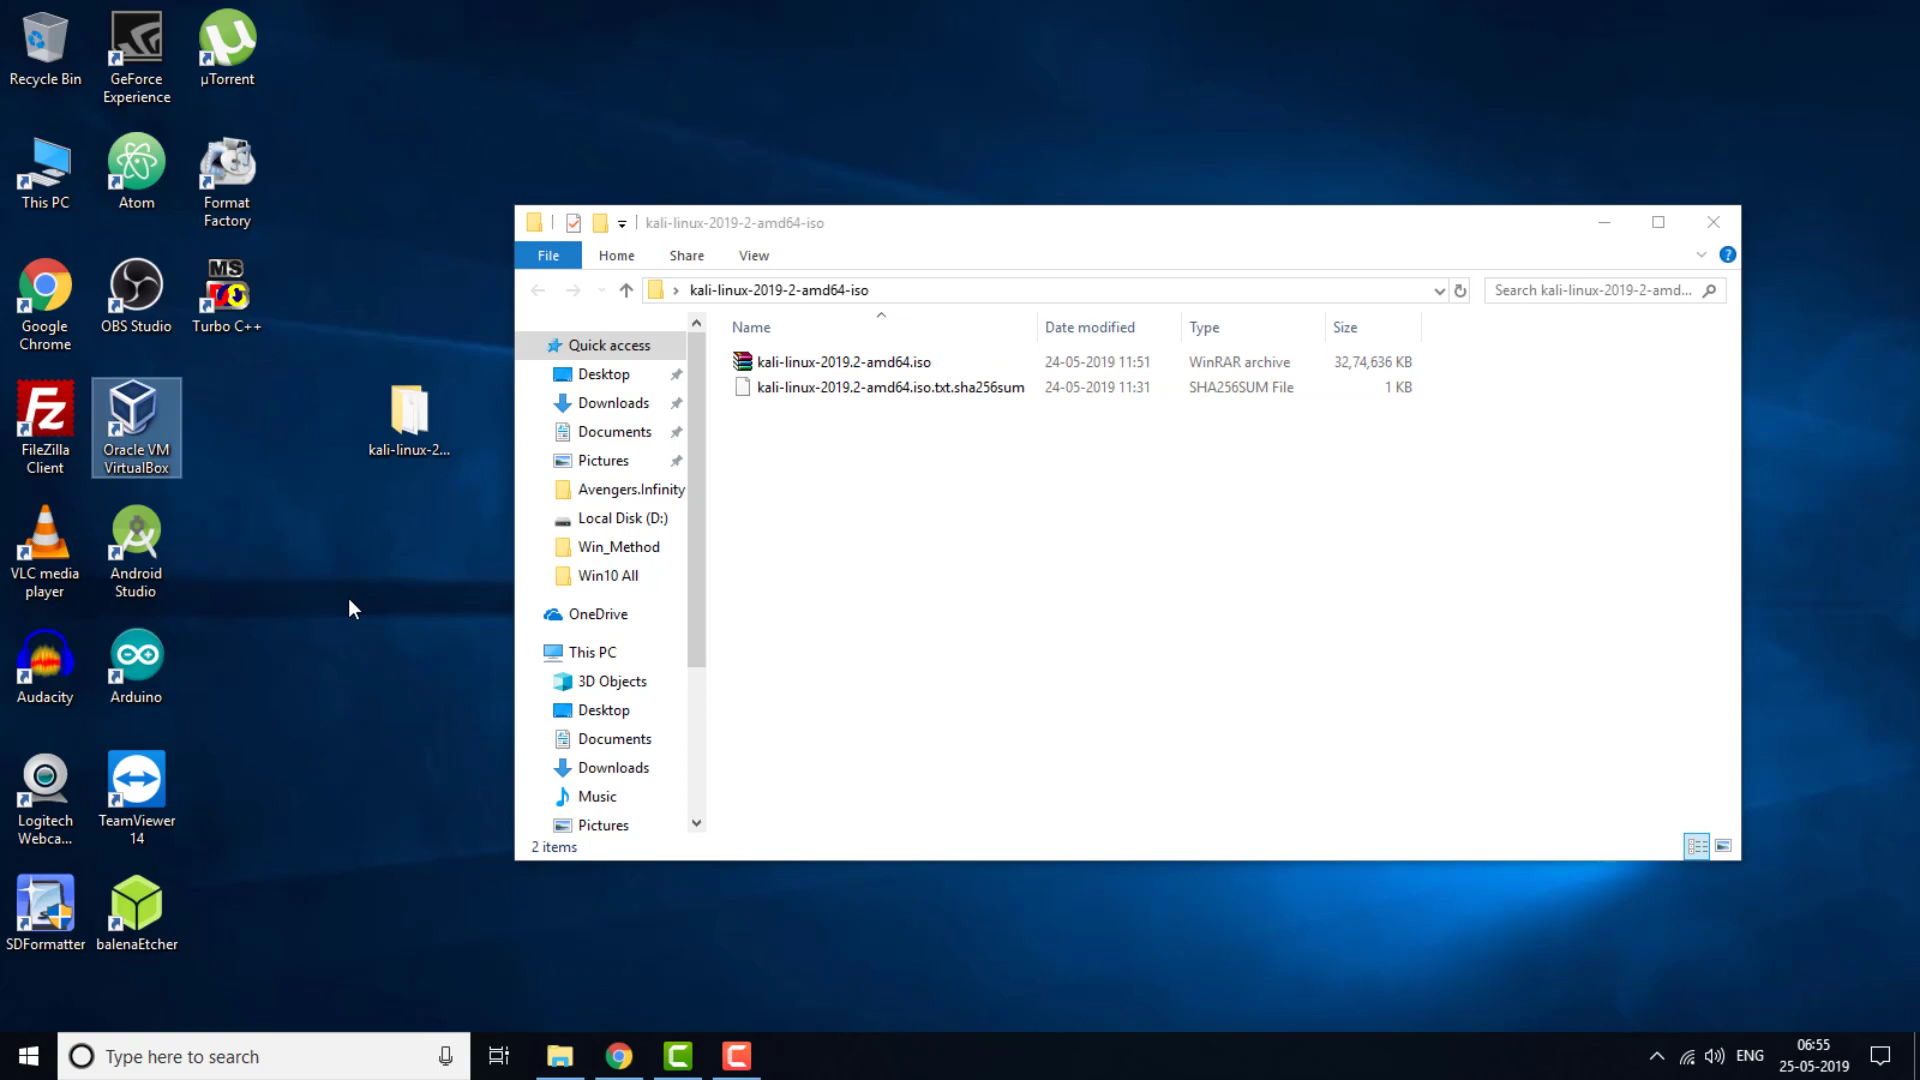 Recycle Bin
GeForce
Experience
µTorrent
This PC
Atom
Format
Factory
Google
Chrome
OBS Studio
MS
Turbo C++
Fz
FileZilla
Client
Oracle VM
VirtualBox
kali-linux-2...
VLC media
player
Android
Studio
Audacity
Arduino
Logitech
Webca...
TeamViewer
14
SDFormatter
balenaEtcher
kali-linux-2019-2-amd64-iso
File
Home
Share
View
kali-linux-2019-2-amd64-iso
Search kali-linux-2019-2-amd...
Name
Date modified
Type
Size
kali-linux-2019.2-amd64.iso
24-05-2019 11:51
WinRAR archive
32,74,636 KB
kali-linux-2019.2-amd64.iso.txt.sha256sum
24-05-2019 11:31
SHA256SUM File
1 KB
Quick access
Desktop
Downloads
Documents
Pictures
Avengers.Infinity
Local Disk (D:)
Win_Method
Win10 All
OneDrive
This PC
3D Objects
Desktop
Documents
Downloads
Music
Pictures
2 items
Type here to search
ENG
06:55
25-05-2019